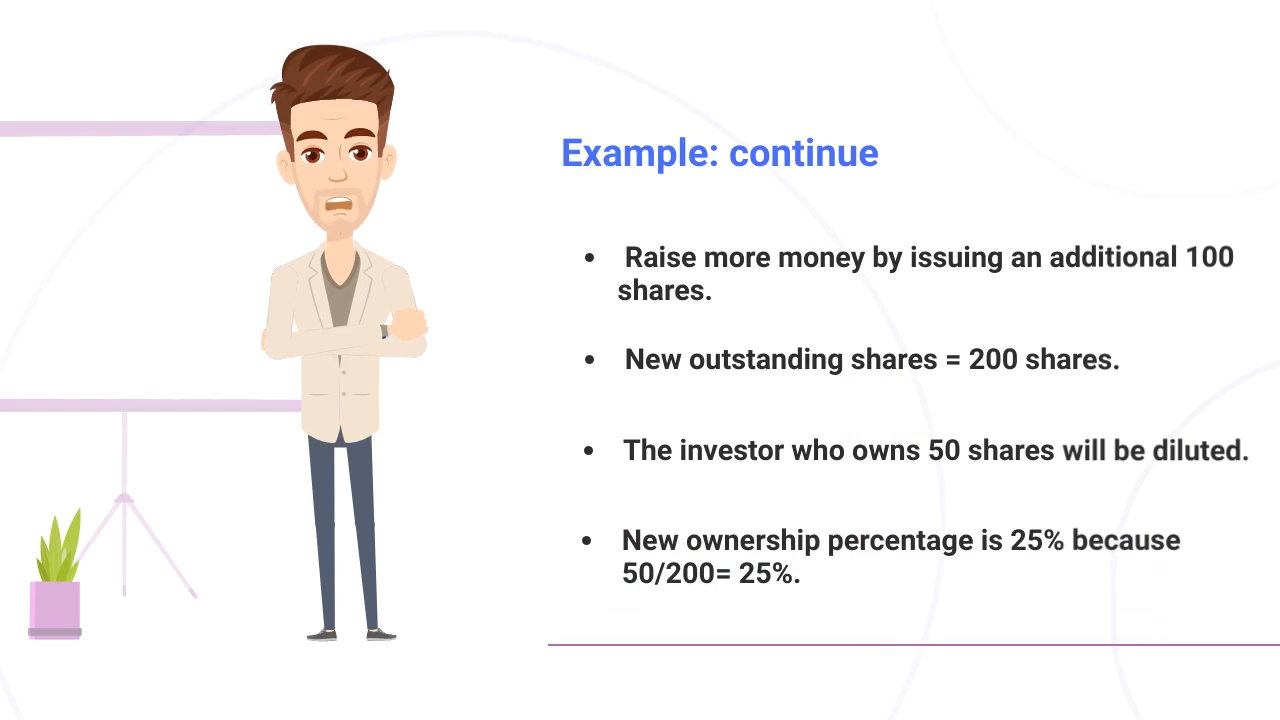 Example: continue
• Raise more money by issuing an additional 100
shares.
• New outstanding shares = 200 shares.
• The investor who owns 50 shares will be diluted.
• New ownership percentage is 25% because
50/200= 25%.